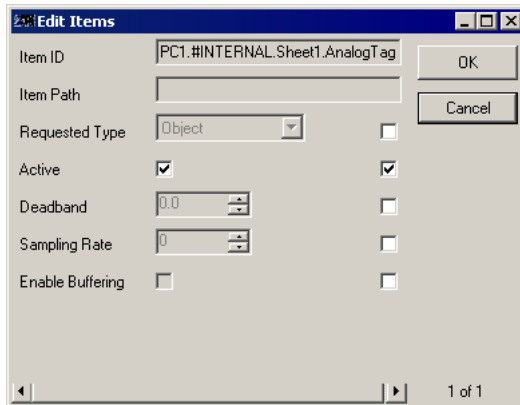 Edit Items
Item ID PC1.#INTERNAL.Sheet1.AnalogTag
OK
Item Path
Cancel
Requested Type Object
Active
Deadband 0.0
Sampling Rate 0
Enable Buffering
1 of 1